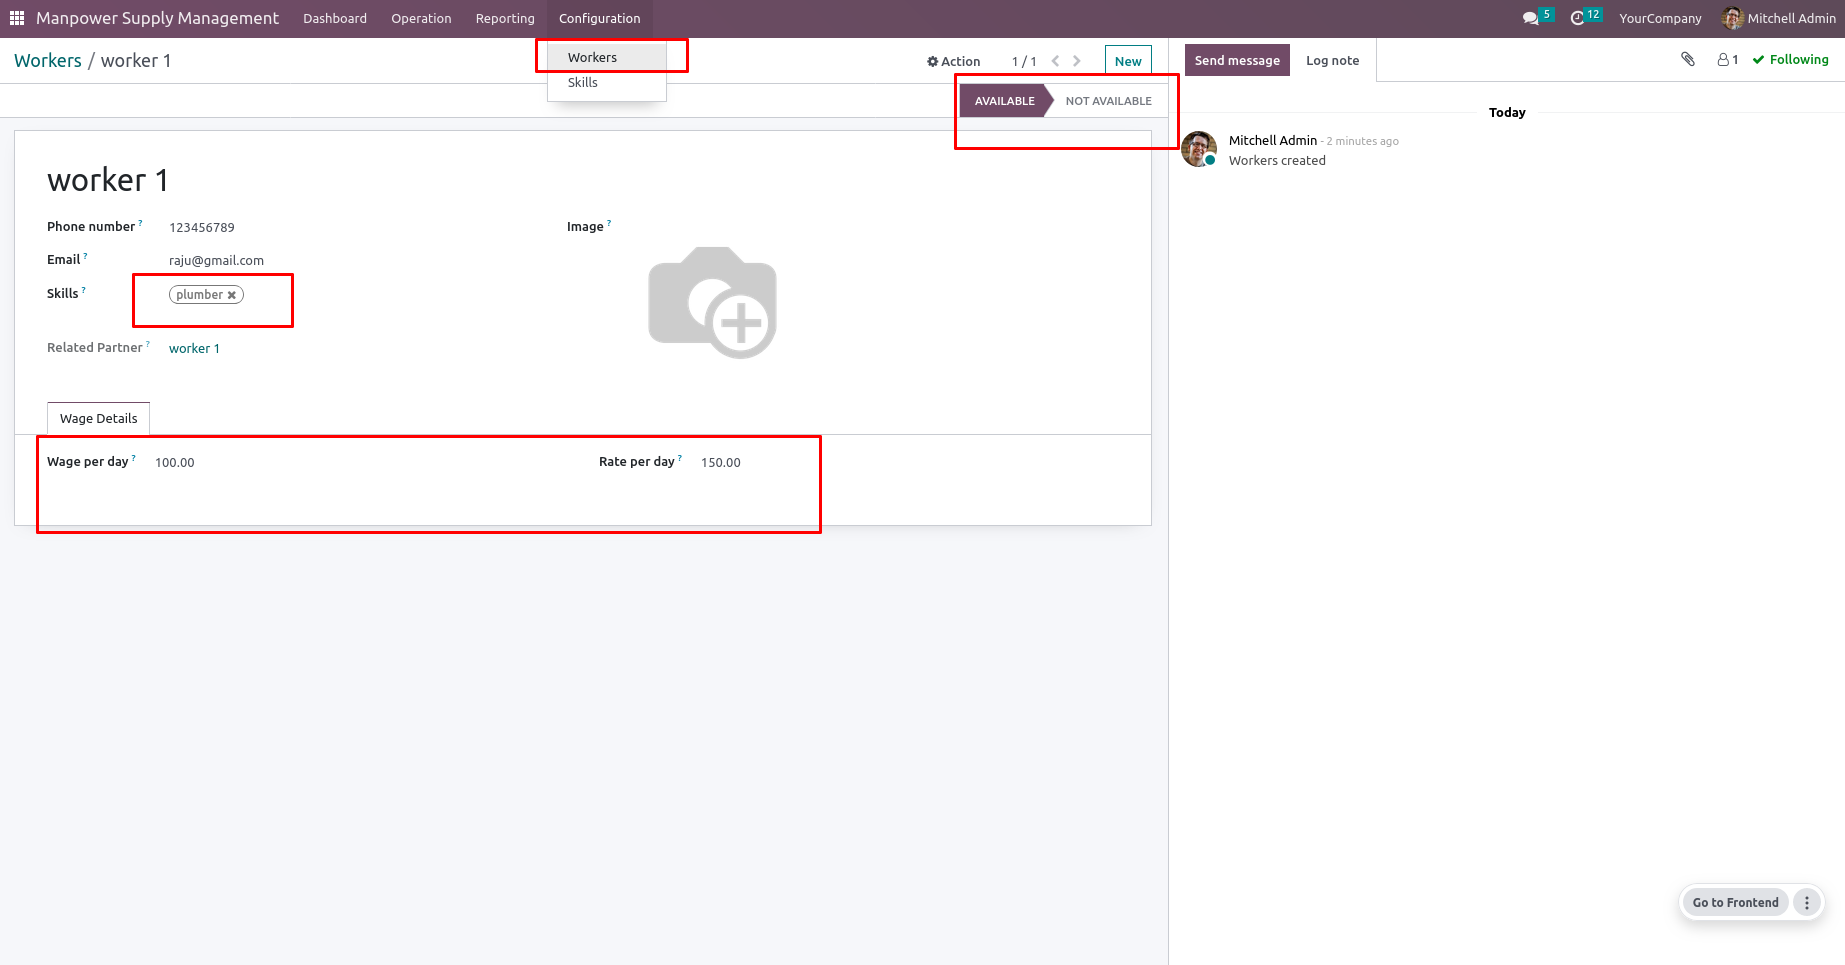 Manpower Supply Management Dashboard Operation Reporting Configuration 5 12 YourCompany Mitchell Admin
Workers / worker 1
Workers
Skills
Action 1 / 1 New
AVAILABLE NOT AVAILABLE
worker 1
Phone number ? 123456789
Email ? raju@gmail.com
Skills ? plumber ✖
Related Partner ? worker 1
Image ?
Wage Details
Wage per day ? 100.00 Rate per day ? 150.00
Send message Log note 1 Following
Today
Mitchell Admin - 2 minutes ago
Workers created
Go to Frontend